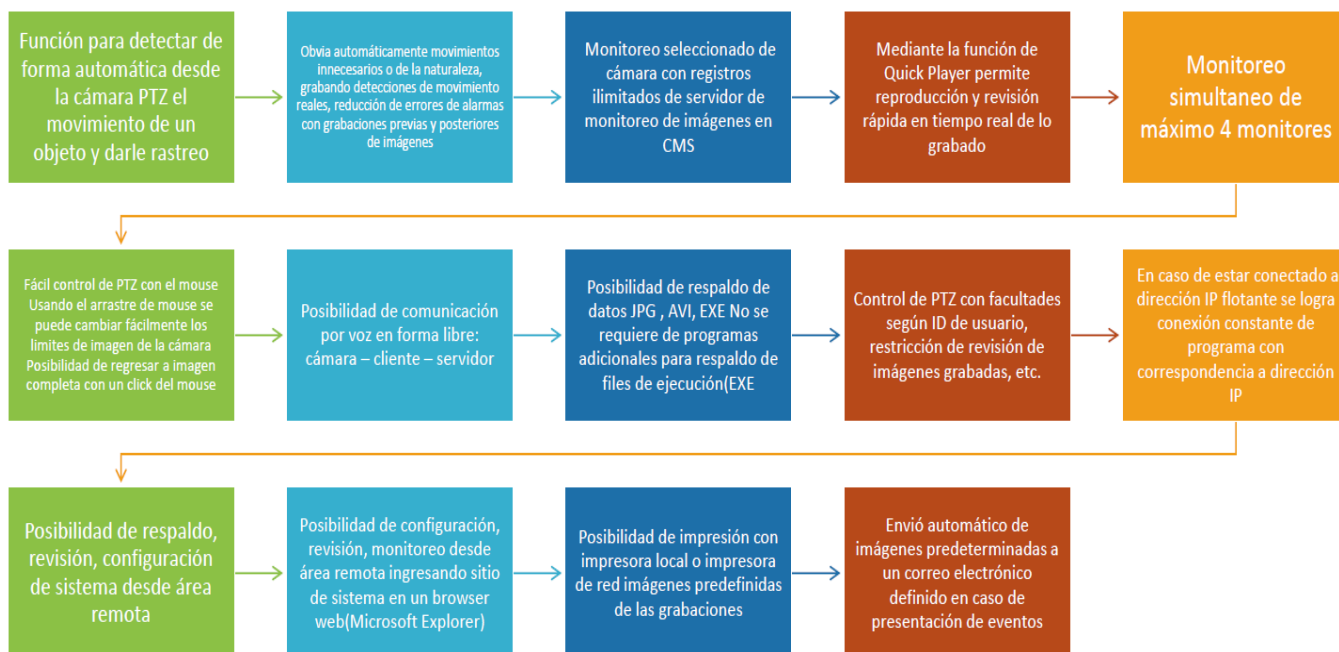 Función para detectar de
forma automática desde
la cámara PTZ el
movimiento de un
objeto y darle rastreo
Obvia automáticamente movimientos
innecesarios o de la naturaleza,
grabando detecciones de movimiento
reales, reducción de errores de alarmas
con grabaciones previas y posteriores
de imágenes
Monitoreo seleccionado de
cámara con registros
ilimitados de servidor de
monitoreo de imágenes en
CMS
Mediante la función de
Quick Player permite
reproducción y revisión
rápida en tiempo real de lo
grabado
Monitoreo
simultaneo de
máximo 4 monitores
Fácil control de PTZ con el mouse
Usando el arrastre de mouse se
puede cambiar fácilmente los
límites de imagen de la cámara
Posibilidad de regresar a imagen
completa con un click del mouse
Posibilidad de comunicación
por voz en forma libre:
cámara – cliente – servidor
Posibilidad de respaldo de
datos JPG , AVI, EXE No se
requiere de programas
adicionales para respaldo de
files de ejecución(EXE
Control de PTZ con facultades
según ID de usuario,
restricción de revisión de
imágenes grabadas, etc.
En caso de estar conectado a
dirección IP flotante se logra
conexión constante de
programa con
correspondencia a dirección
IP
Posibilidad de respaldo,
revisión, configuración
de sistema desde área
remota
Posibilidad de configuración,
revisión, monitoreo desde
área remota ingresando sitio
de sistema en un browser
web(Microsoft Explorer)
Posibilidad de impresión con
impresora local o impresora
de red imágenes predefinidas
de las grabaciones
Envió automático de
imágenes predeterminadas a
un correo electrónico
definido en caso de
presentación de eventos